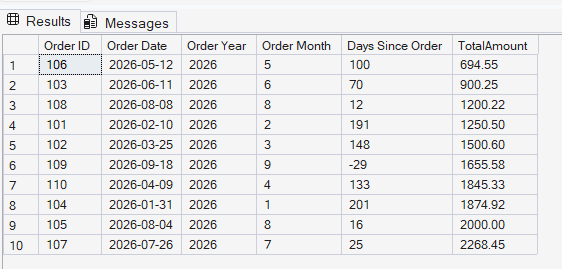 Results Messages
Order ID Order Date Order Year Order Month Days Since Order TotalAmount
1 106 2026-05-12 2026 5 100 694.55
2 103 2026-06-11 2026 6 70 900.25
3 108 2026-08-08 2026 8 12 1200.22
4 101 2026-02-10 2026 2 191 1250.50
5 102 2026-03-25 2026 3 148 1500.60
6 109 2026-09-18 2026 9 -29 1655.58
7 110 2026-04-09 2026 4 133 1845.33
8 104 2026-01-31 2026 1 201 1874.92
9 105 2026-08-04 2026 8 16 2000.00
10 107 2026-07-26 2026 7 25 2268.45